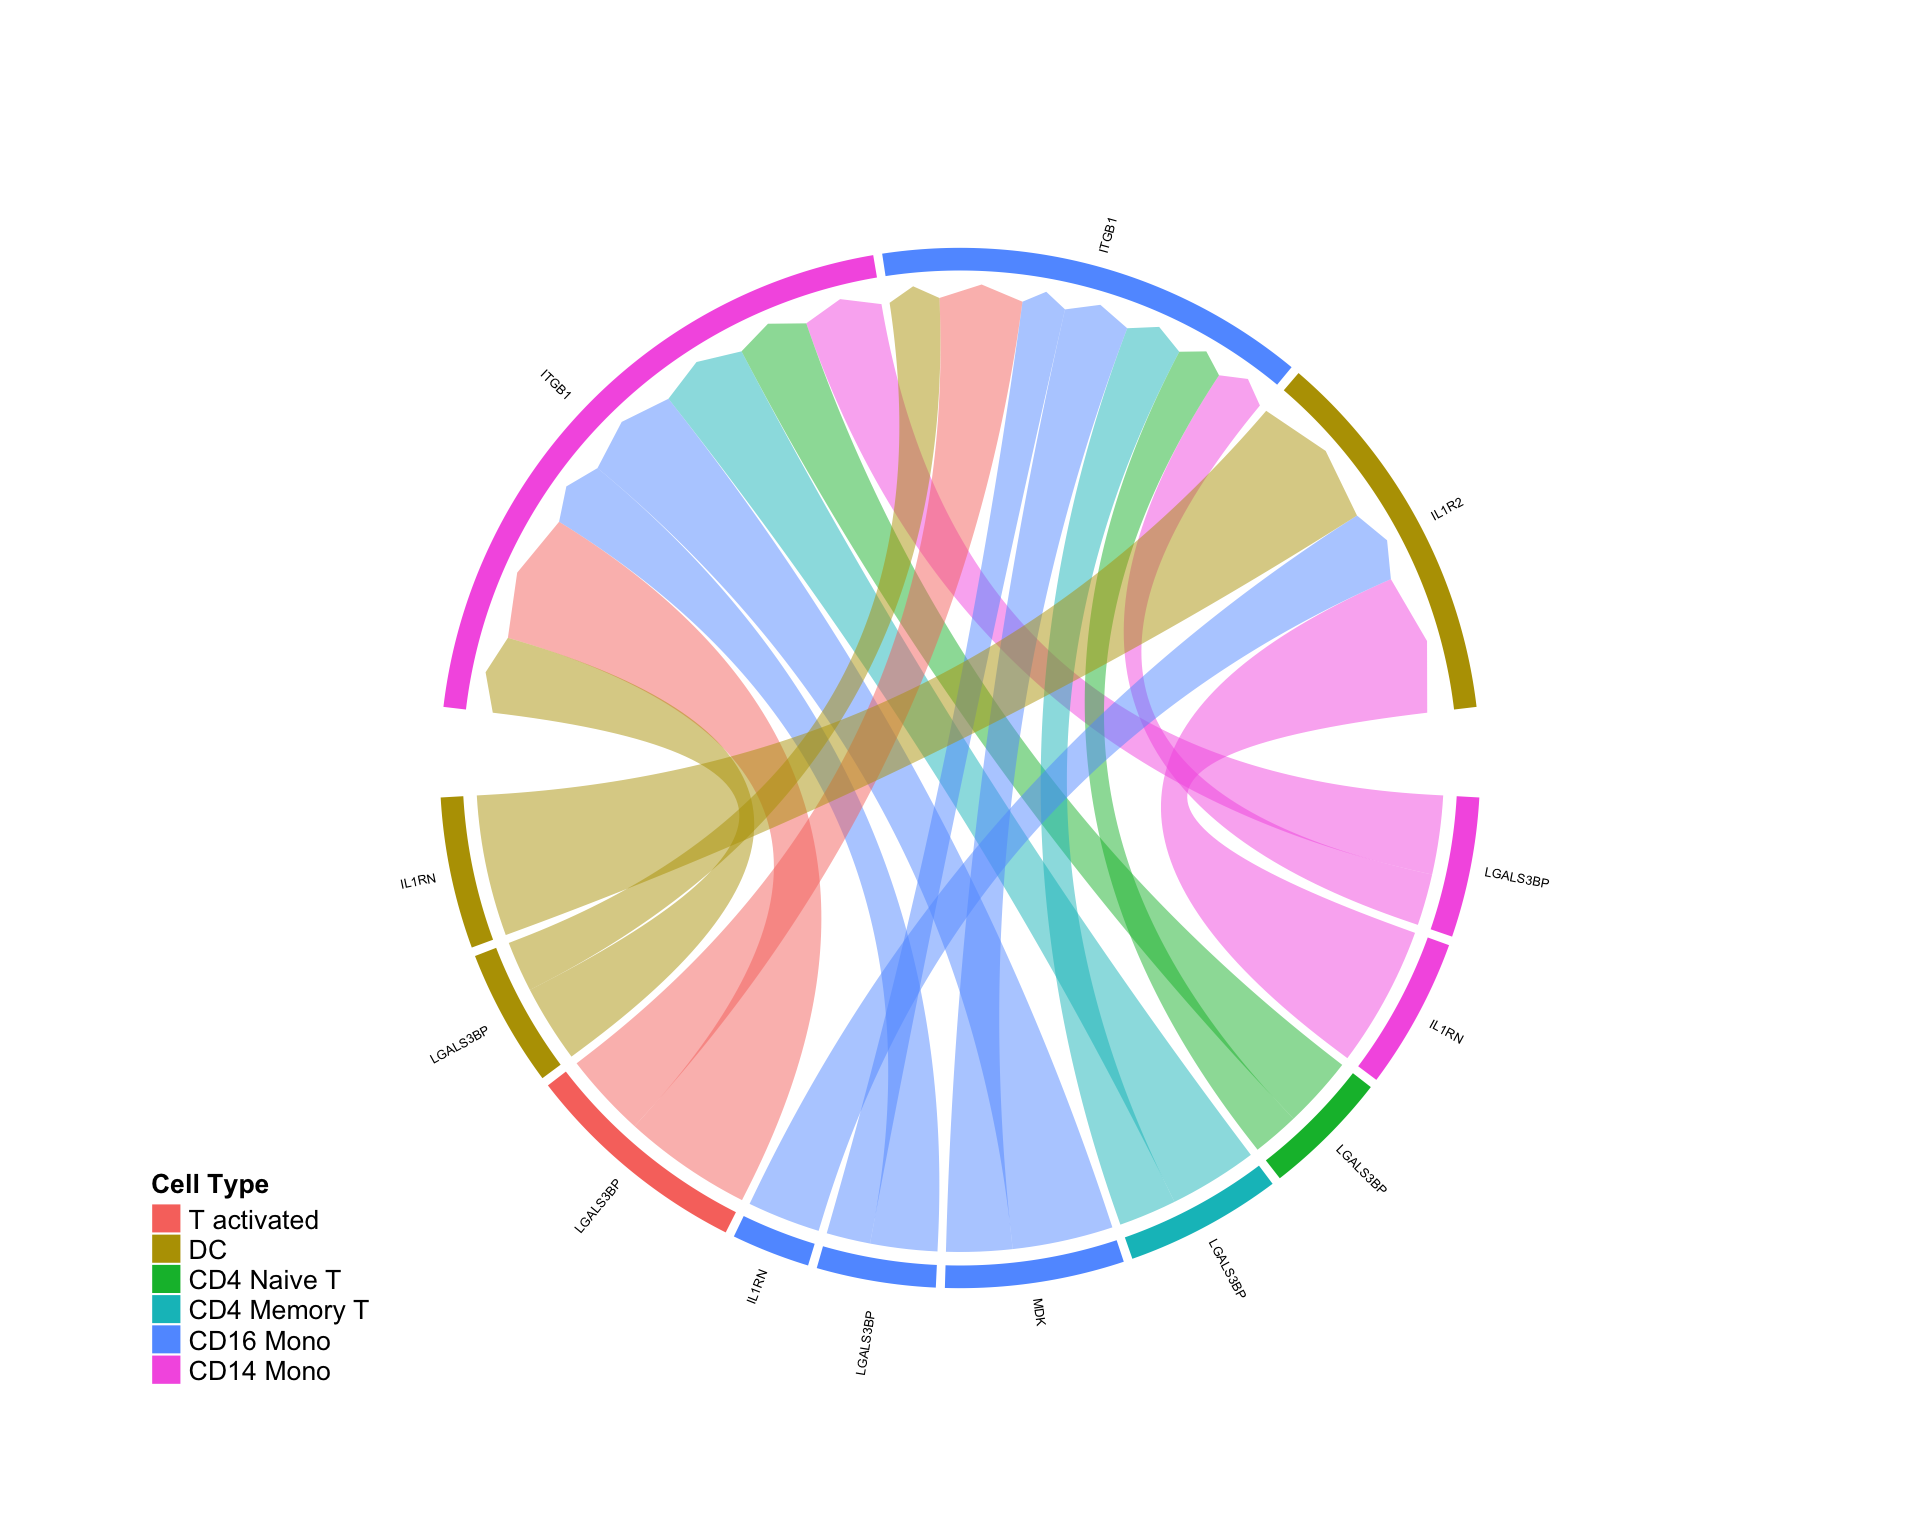 ITGB1
ITGB1
IL1R2
IL1RN
LGALS3BP
LGALS3BP
IL1RN
LGALS3BP
MDK
LGALS3BP
LGALS3BP
IL1RN
LGALS3BP
Cell Type
T activated
DC
CD4 Naive T
CD4 Memory T
CD16 Mono
CD14 Mono